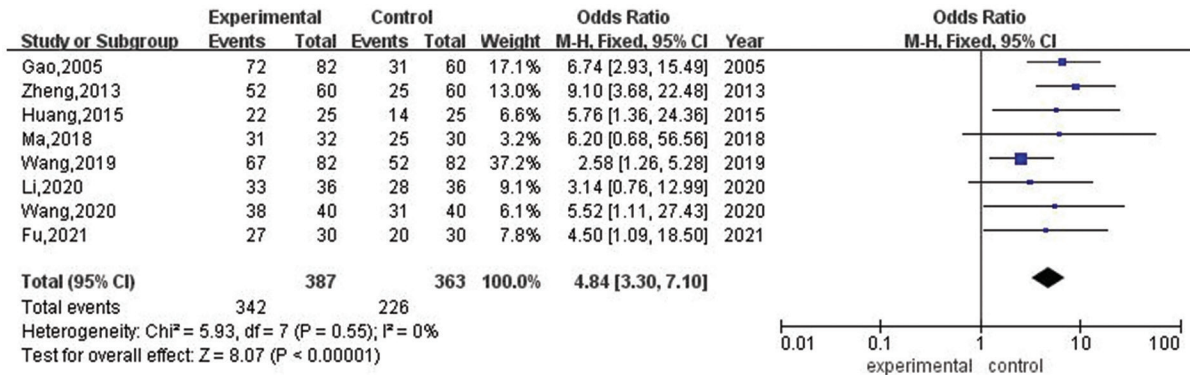 Experimental Control Odds Ratio Odds Ratio
Study or Subgroup Events Total Events Total Weight M-H, Fixed, 95% CI Year M-H, Fixed, 95% CI
Gao,2005 72 82 31 60 17.1% 6.74 [2.93, 15.49] 2005
Zheng,2013 52 60 25 60 13.0% 9.10 [3.68, 22.48] 2013
Huang,2015 22 25 14 25 6.6% 5.76 [1.36, 24.36] 2015
Ma,2018 31 32 25 30 3.2% 6.20 [0.68, 56.56] 2018
Wang,2019 67 82 52 82 37.2% 2.58 [1.26, 5.28] 2019
Li,2020 33 36 28 36 9.1% 3.14 [0.76, 12.99] 2020
Wang,2020 38 40 31 40 6.1% 5.52 [1.11, 27.43] 2020
Fu,2021 27 30 20 30 7.8% 4.50 [1.09, 18.50] 2021
Total (95% CI) 387 363 100.0% 4.84 [3.30, 7.10]
Total events 342 226
Heterogeneity: Chi² = 5.93, df = 7 (P = 0.55); I² = 0%
Test for overall effect: Z = 8.07 (P < 0.00001)
0.01 0.1 1 10 100
experimental control